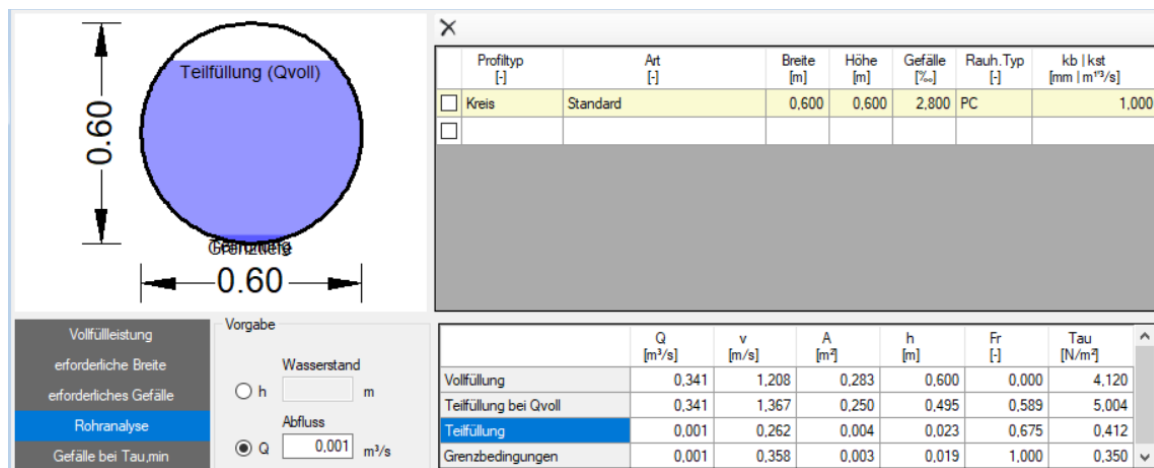 Teilfüllung (Qvoll)
0.60
Grenztiefe
0.60
Profiltyp Art Breite Höhe Gefälle Rauh.Typ kb | kst
[-] [-] [m] [m] [‰] [-] [mm | m¹'³/s]
Kreis Standard 0,600 0,600 2,800 PC 1,000
Vollfüllleistung
erforderliche Breite
erforderliches Gefälle
Rohranalyse
Gefälle bei Tau,min
Vorgabe
Wasserstand
h m
Abfluss
Q 0,001 m³/s
Q v A h Fr Tau
[m³/s] [m/s] [m²] [m] [-] [N/m²]
Vollfüllung 0,341 1,208 0,283 0,600 0,000 4,120
Teilfüllung bei Qvoll 0,341 1,367 0,250 0,495 0,589 5,004
Teilfüllung 0,001 0,262 0,004 0,023 0,675 0,412
Grenzbedingungen 0,001 0,358 0,003 0,019 1,000 0,350